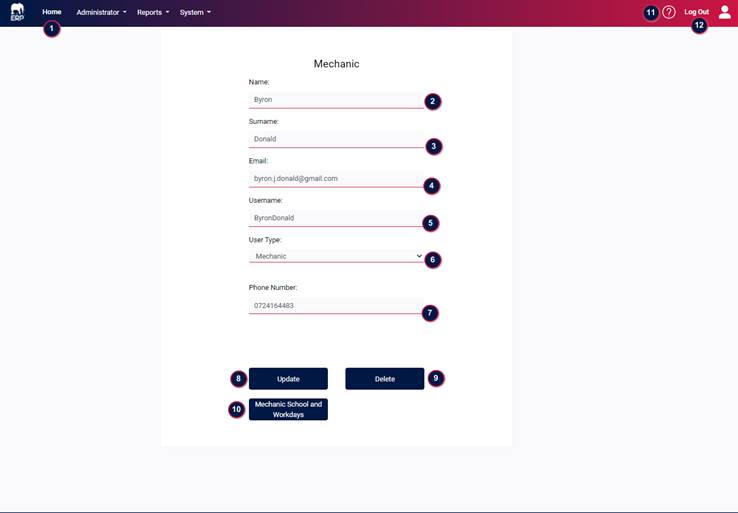 ERP
Home Administrator Reports System 11 ? Log Out
1 12
Mechanic
Name:
Byron 2
Surname:
Donald 3
Email:
byron.j.donald@gmail.com 4
Username:
ByronDonald 5
User Type:
Mechanic 6
Phone Number:
0724164483 7
8 Update Delete 9
10 Mechanic School and
Workdays